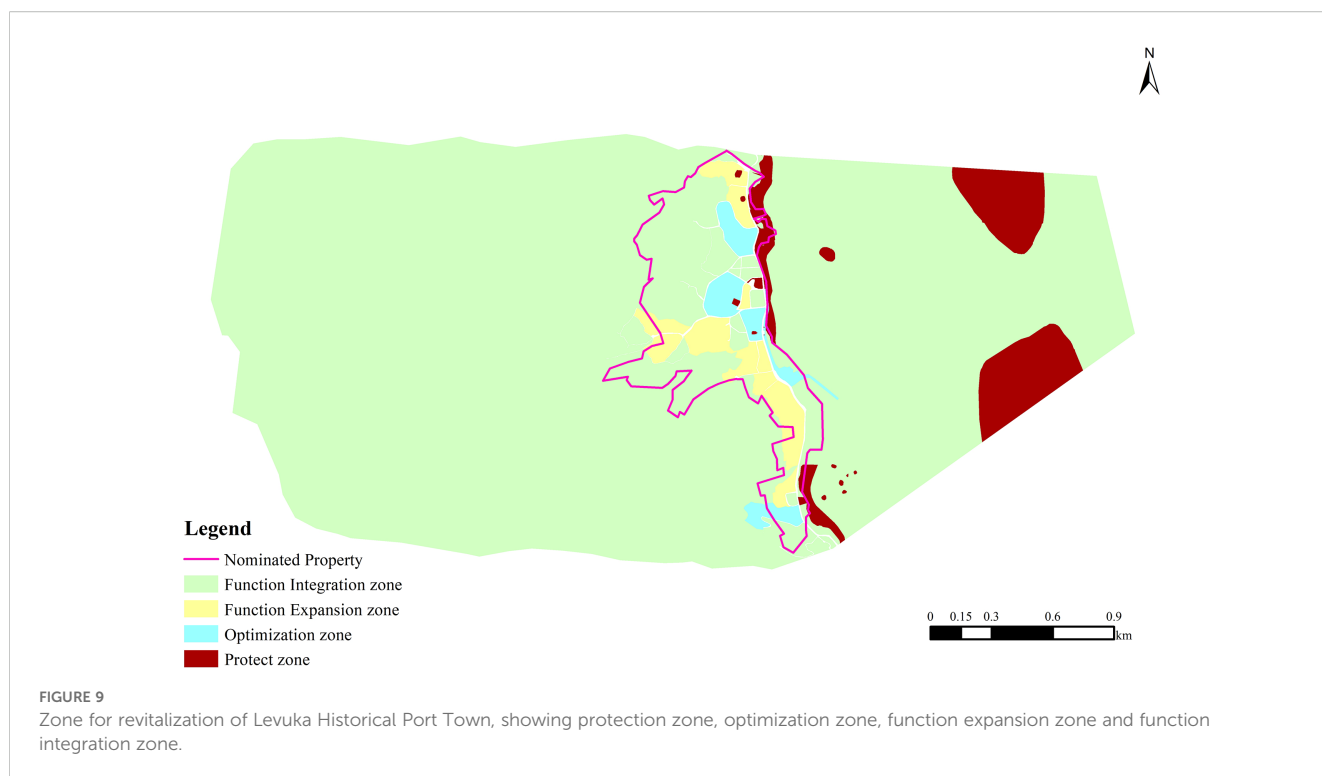 N
Legend
Nominated Property
Function Integration zone
Function Expansion zone
Optimization zone
Protect zone
0 0.15 0.3 0.6 0.9
km
FIGURE 9
Zone for revitalization of Levuka Historical Port Town, showing protection zone, optimization zone, function expansion zone and function
integration zone.